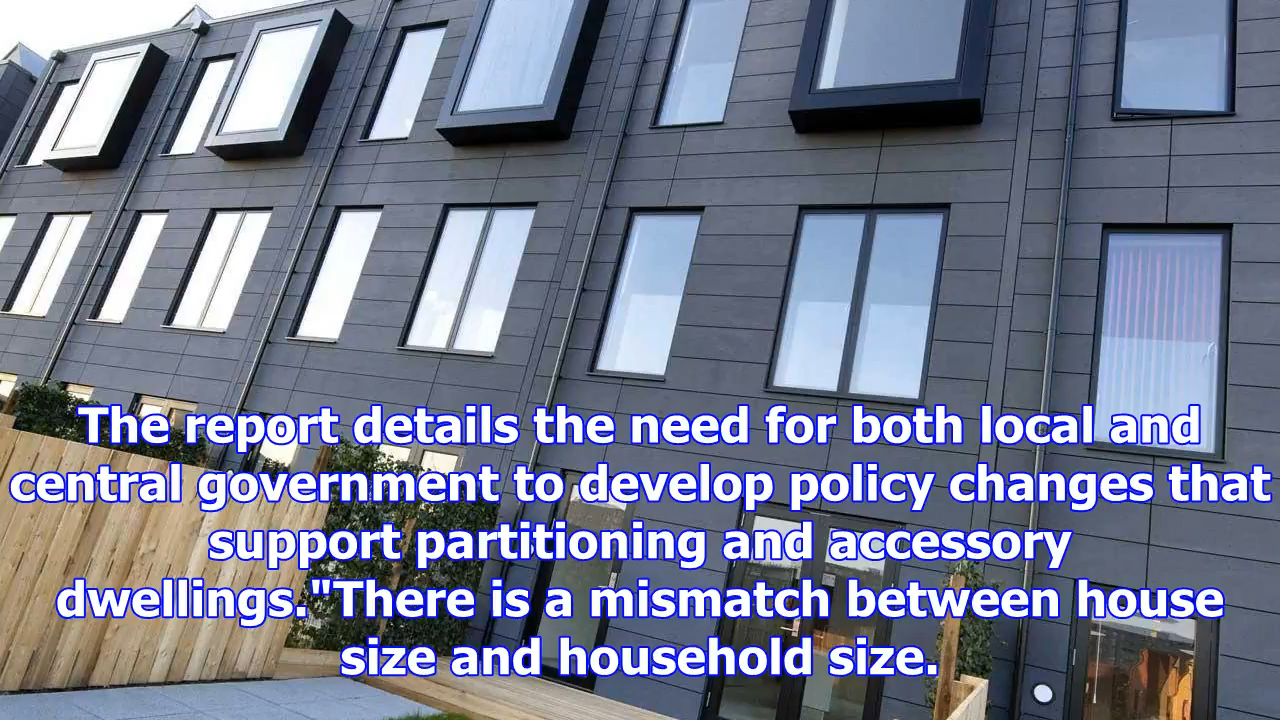 The report details the need for both local and
central government to develop policy changes that
support partitioning and accessory
dwellings."There is a mismatch between house
size and household size.